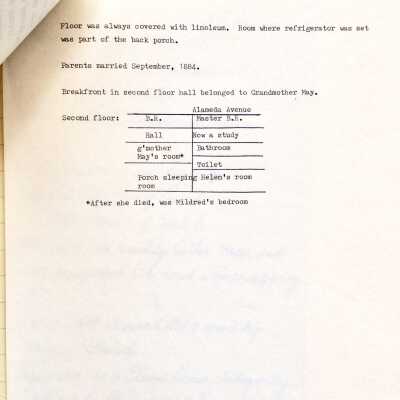 Floor was always covered with linoleum.  Room where refrigerator was set
was part of the back porch.
Parents married September, 1884.
Breakfront in second floor hall belonged to Grandmother May.
Alameda Avenue
Second floor: B.R. Master B.R.
Hall Now a study
g'mother Bathroom
May's room*
Toilet
Porch sleeping Helen's room
room
*After she died, was Mildred's bedroom